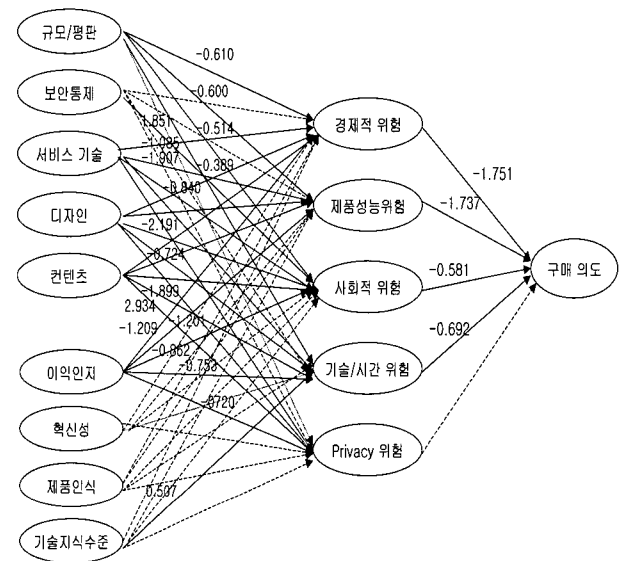 규모/평판
보안통제
서비스 기술
디자인
컨텐츠
이익인지
혁신성
제품인식
기술지식수준
-0.610
-0.600
1.851
-0.514
-1.085
-1.907
-0.389
-0.840
-2.191
-0.724
-1.899
2.934
-1.201
-1.209
-0.862
-0.753
-0.720
0.507
경제적 위험
제품성능위험
사회적 위험
기술/시간 위험
Privacy 위험
-1.751
-1.737
-0.581
-0.692
구매 의도